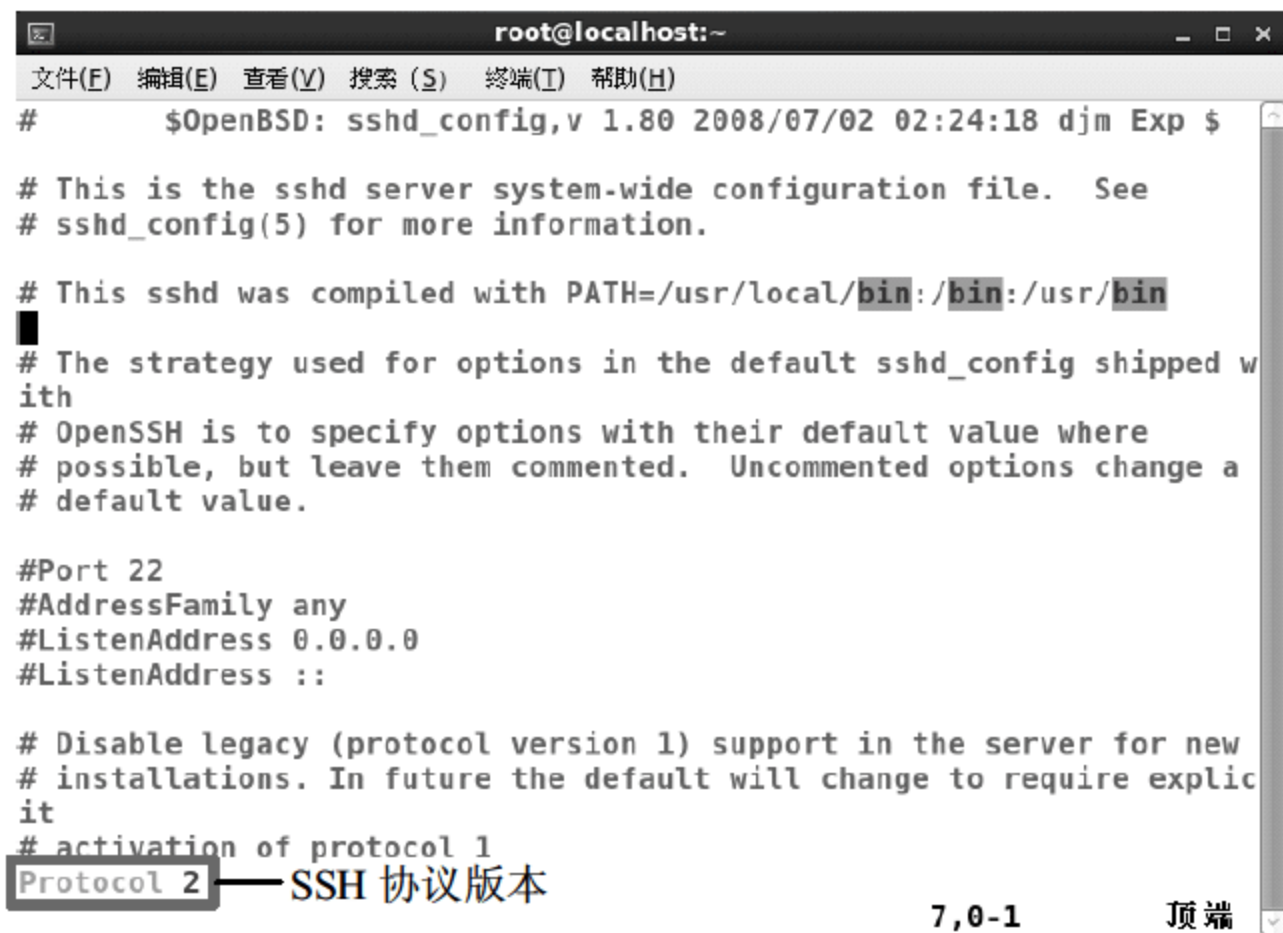 root@localhost:~
文件(F) 编辑(E) 查看(V) 搜索 (S) 终端(T) 帮助(H)
# $OpenBSD: sshd_config,v 1.80 2008/07/02 02:24:18 djm Exp $
# This is the sshd server system-wide configuration file.  See
# sshd_config(5) for more information.
# This sshd was compiled with PATH=/usr/local/bin:/bin:/usr/bin
# The strategy used for options in the default sshd_config shipped w
ith
# OpenSSH is to specify options with their default value where
# possible, but leave them commented.  Uncommented options change a
# default value.
#Port 22
#AddressFamily any
#ListenAddress 0.0.0.0
#ListenAddress ::
# Disable legacy (protocol version 1) support in the server for new
# installations. In future the default will change to require explic
it
# activation of protocol 1
Protocol 2 SSH 协议版本
7,0-1 顶端